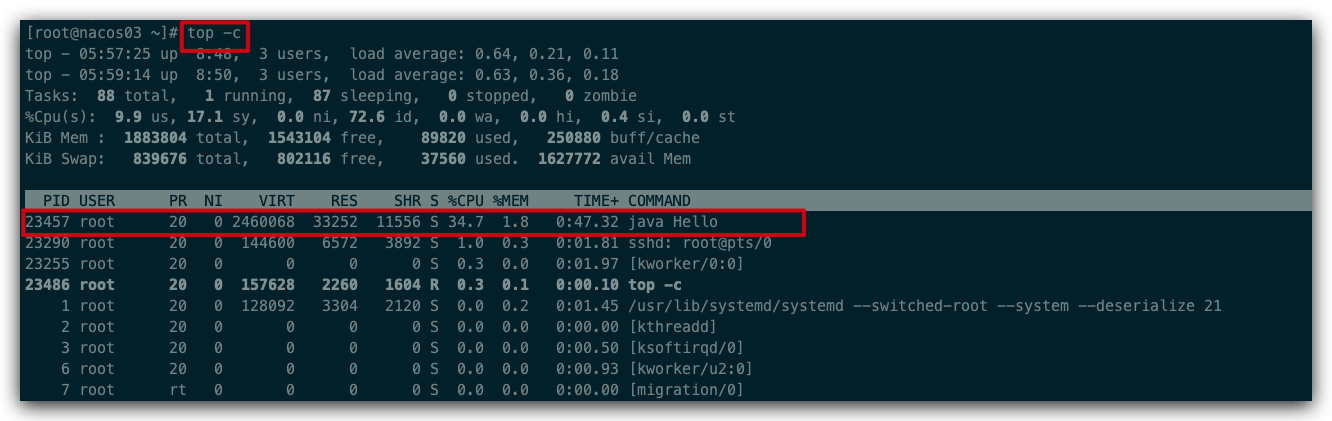 [root@nacos03 ~]# top -c
top - 05:57:25 up  8:48,  3 users,  load average: 0.64, 0.21, 0.11
top - 05:59:14 up  8:50,  3 users,  load average: 0.63, 0.36, 0.18
Tasks:  88 total,   1 running,  87 sleeping,   0 stopped,   0 zombie
%Cpu(s):  9.9 us, 17.1 sy,  0.0 ni, 72.6 id,  0.0 wa,  0.0 hi,  0.4 si,  0.0 st
KiB Mem :  1883804 total,  1543104 free,    89820 used,   250880 buff/cache
KiB Swap:   839676 total,   802116 free,    37560 used.  1627772 avail Mem
PID USER      PR  NI    VIRT    RES    SHR S %CPU %MEM     TIME+ COMMAND
23457 root      20   0 2460068  33252  11556 S 34.7  1.8   0:47.32 java Hello
23290 root      20   0  144600   6572   3892 S  1.0  0.3   0:01.81 sshd: root@pts/0
23255 root      20   0       0      0      0 S  0.3  0.0   0:01.97 [kworker/0:0]
23486 root      20   0  157628   2260   1604 R  0.3  0.1   0:00.10 top -c
1 root      20   0  128092   3304   2120 S  0.0  0.2   0:01.45 /usr/lib/systemd/systemd --switched-root --system --deserialize 21
2 root      20   0       0      0      0 S  0.0  0.0   0:00.00 [kthreadd]
3 root      20   0       0      0      0 S  0.0  0.0   0:00.50 [ksoftirqd/0]
6 root      20   0       0      0      0 S  0.0  0.0   0:00.93 [kworker/u2:0]
7 root      rt   0       0      0      0 S  0.0  0.0   0:00.00 [migration/0]